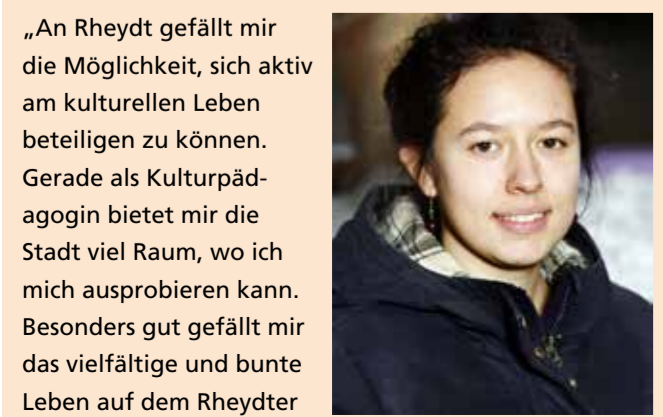 „An Rheydt gefällt mir
die Möglichkeit, sich aktiv
am kulturellen Leben
beteiligen zu können.
Gerade als Kulturpäd-
agogin bietet mir die
Stadt viel Raum, wo ich
mich ausprobieren kann.
Besonders gut gefällt mir
das vielfältige und bunte
Leben auf dem Rheydter